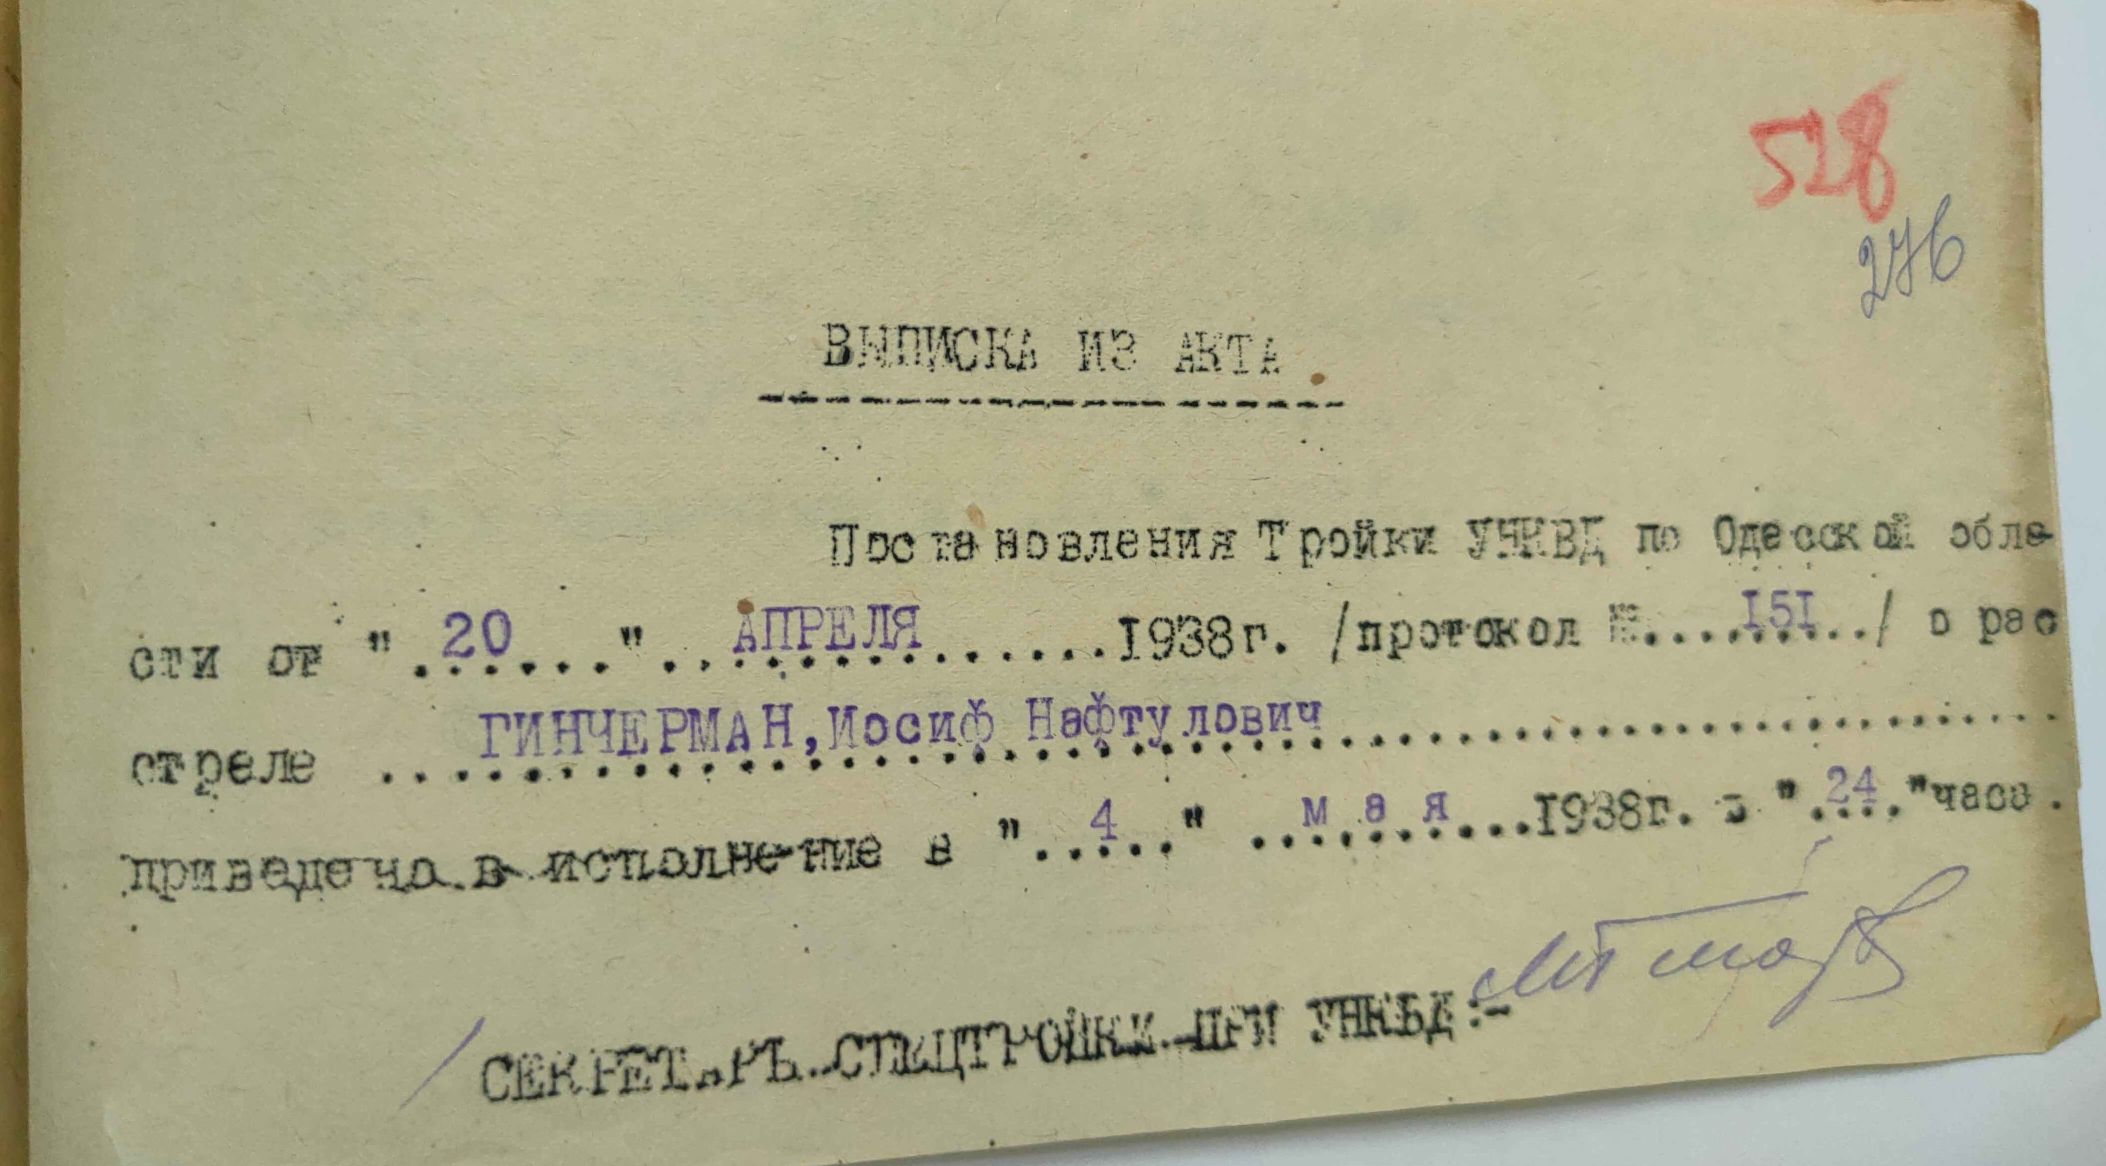 528
276
ВЫПИСКА ИЗ АКТА.
Постановления Тройки УНКВД по Одесской обла-
сти от "..20...."..АПРЕЛЯ.......1938г. /протокол №....151../ о рас
стреле ...ГИНЧЕРМАН,Иосиф Нафтулович....................
приведено в исполнение в "..4.." ..мая...1938г. в ".24."часа.
СЕКРЕТАРЬ СПЕЦТРОЙКИ ПРИ УНКВД:-